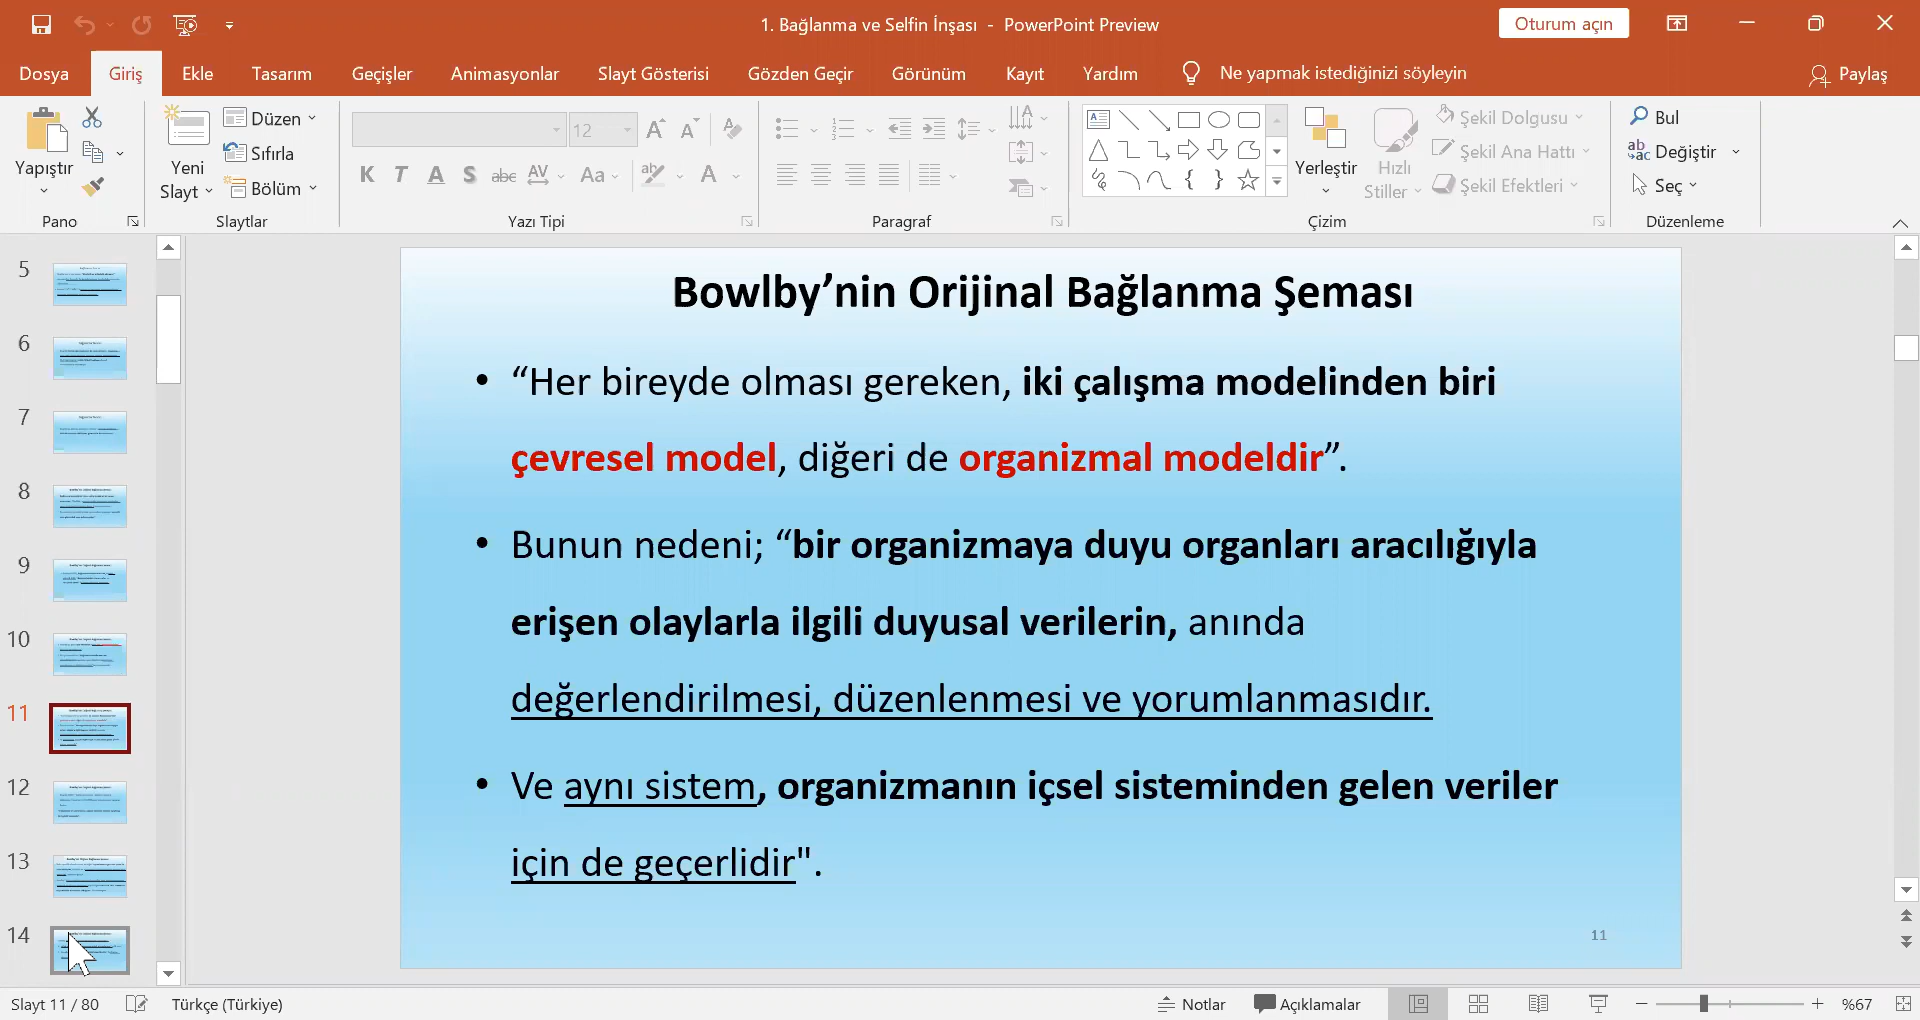 1. Bağlanma ve Selfin İnşası - PowerPoint Preview
Oturum açın
Dosya
Giriş
Ekle
Tasarım
Geçişler
Animasyonlar
Slayt Gösterisi
Gözden Geçir
Görünüm
Kayıt
Yardım
Ne yapmak istediğinizi söyleyin
Paylaş
Yapıştır
Pano
Yeni
Slayt
Düzen
Sıfırla
Bölüm
Slaytlar
12
K T A S abc AV Aa A
Yazı Tipi
Paragraf
Yerleştir
Hızlı
Stiller
Şekil Dolgusu
Şekil Ana Hattı
Şekil Efektleri
Çizim
Bul
Değiştir
Seç
Düzenleme
5
6
7
8
9
10
11
12
13
14
Bowlby’nin Orijinal Bağlanma Şeması
• “Her bireyde olması gereken, iki çalışma modelinden biri
çevresel model, diğeri de organizmal modeldir”.
• Bunun nedeni; “bir organizmaya duyu organları aracılığıyla
erişen olaylarla ilgili duyusal verilerin, anında
değerlendirilmesi, düzenlenmesi ve yorumlanmasıdır.
• Ve aynı sistem, organizmanın içsel sisteminden gelen veriler
için de geçerlidir".
11
Slayt 11 / 80
Türkçe (Türkiye)
Notlar
Açıklamalar
%67